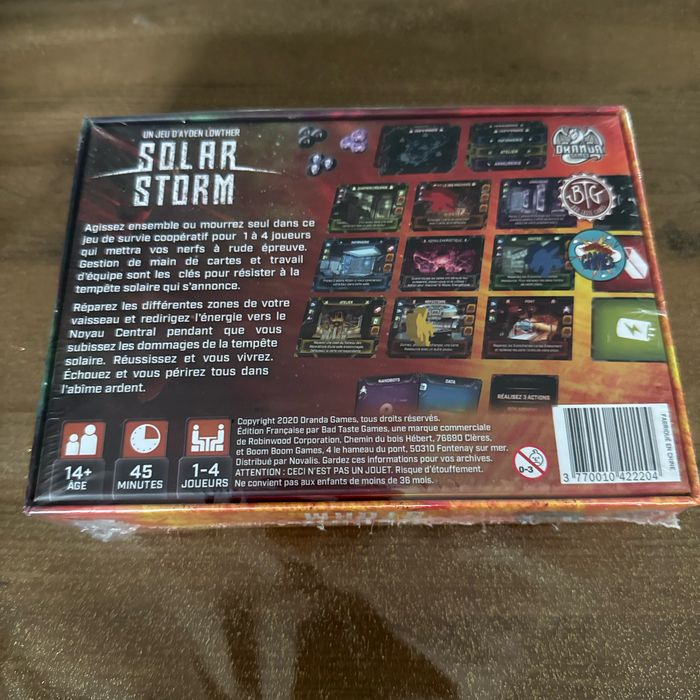 UN JEU D'AYDEN LOWTHER
SOLAR
STORM
Agissez ensemble ou mourrez seul dans ce
jeu de survie coopératif pour 1 à 4 joueurs
qui mettra vos nerfs à rude épreuve.
Gestion de main de cartes et travail
d'équipe sont les clés pour résister à la
tempête solaire qui s'annonce.
Réparez les différentes zones de votre
vaisseau et redirigez l'énergie vers le
Noyau Central pendant que vous
subissez les dommages de la tempête
solaire. Réussissez et vous vivrez.
Échouez et vous périrez tous dans
l'abîme ardent.
14+
ÂGE
45
MINUTES
1-4
JOUEURS
Copyright 2020 Dranda Games, tous droits réservés.
Édition Française par Bad Taste Games, une marque commerciale
de Robinwood Corporation, Chemin du bois Hébert, 76690 Clères,
et Boom Boom Games, 4 le hameau du pont, 50310 Fontenay sur mer.
Distribué par Novalis. Gardez ces informations pour vos archives.
ATTENTION : CECI N'EST PAS UN JOUET. Risque d'étouffement.
Ne convient pas aux enfants de moins de 36 mois.
DRANDA
GAMES
BTG
ATELIER
PONT
NANOBOTS
DATA
RÉALISEZ 3 ACTIONS
0-3
3 770010 422204
FABRIQUÉ EN CHINE